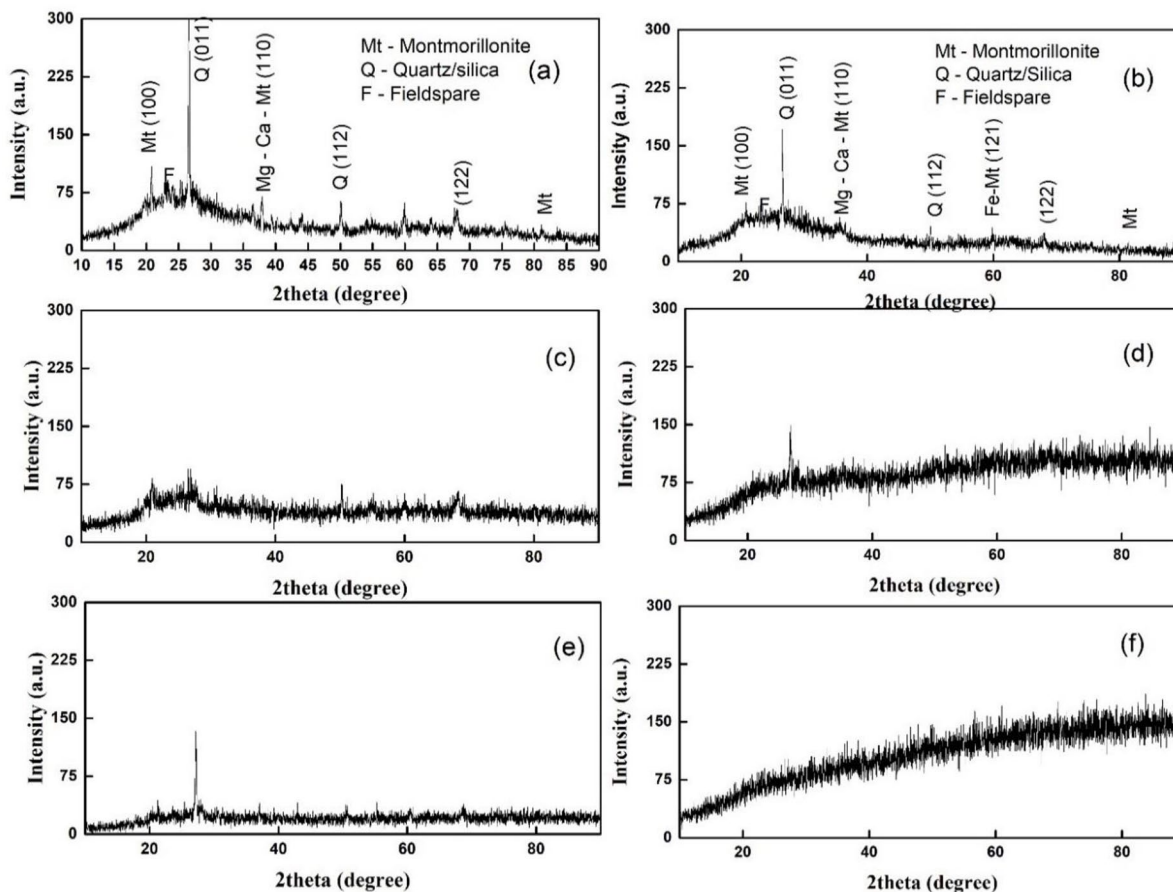 300
225
150
75
0
Intensity (a.u.)
Mt (100)
F
Q (011)
Mg - Ca - Mt (110)
Q (112)
(122)
Mt
Mt - Montmorillonite
Q - Quartz/silica
F - Fieldspare
(a)
10 15 20 25 30 35 40 45 50 55 60 65 70 75 80 85 90
2theta (degree)
300
225
150
75
0
Intensity (a.u.)
Mt (100)
F
Q (011)
Mg - Ca - Mt (110)
Q (112)
Fe-Mt (121)
(122)
Mt
Mt - Montmorillonite
Q - Quartz/Silica
F - Fieldspare
(b)
20 40 60 80
2theta (degree)
300
225
150
75
0
Intensity (a.u.)
(c)
20 40 60 80
2theta (degree)
300
225
150
75
0
Intensity (a.u.)
(d)
20 40 60 80
2theta (degree)
300
225
150
75
0
Intensity (a.u.)
(e)
20 40 60 80
2theta (degree)
300
225
150
75
0
Intensity (a.u.)
(f)
20 40 60 80
2theta (degree)